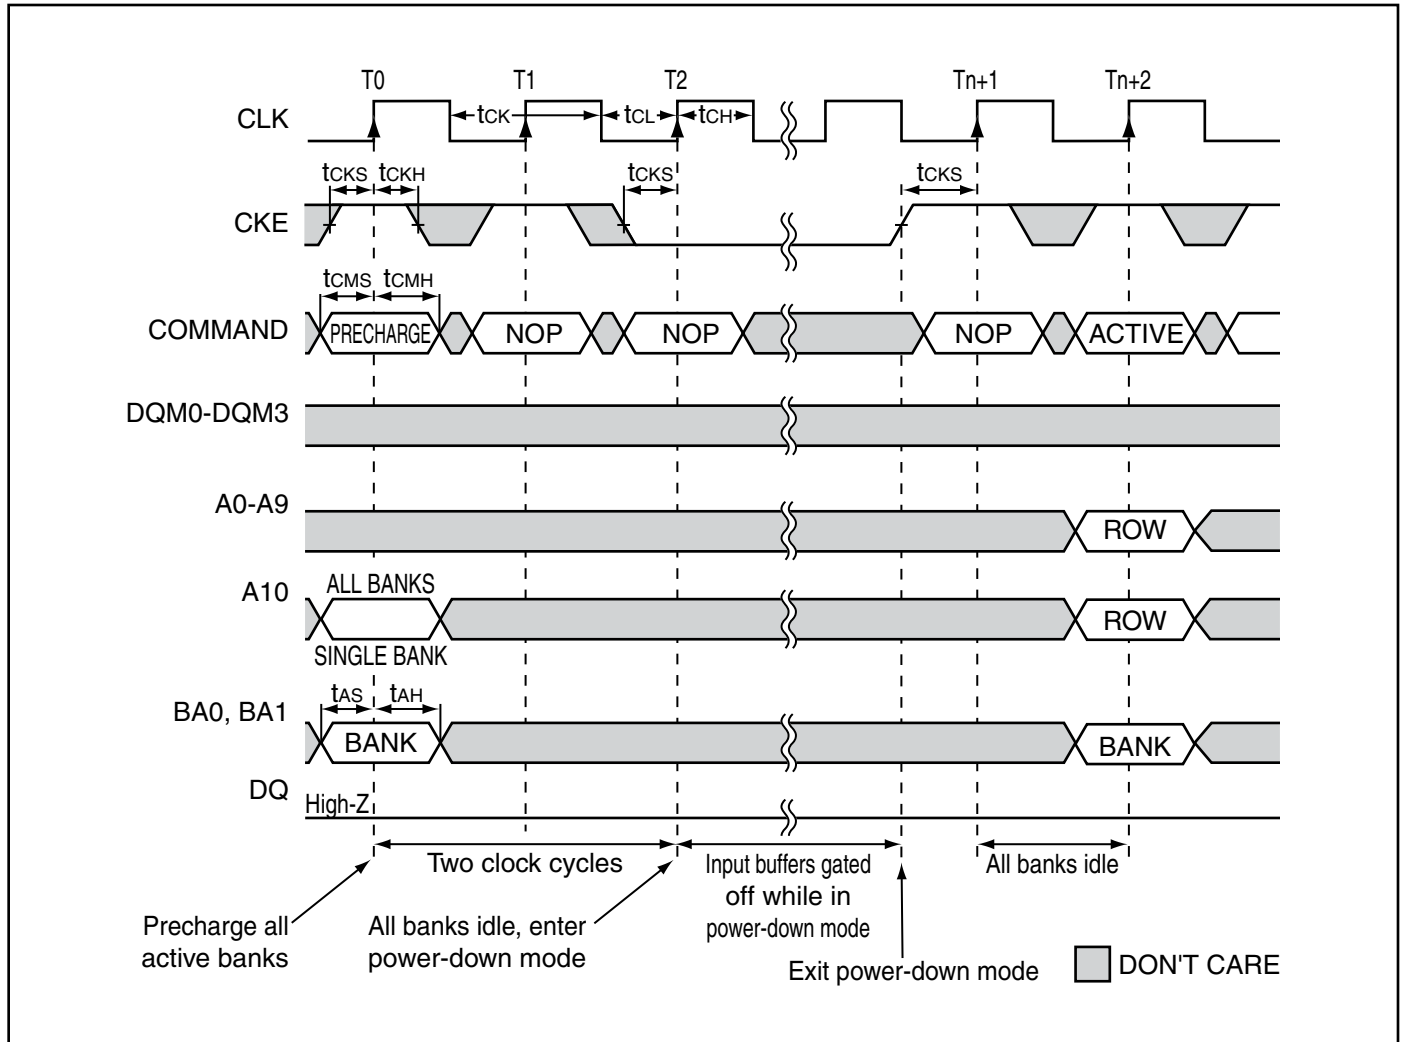 T0 T1 T2 Tn+1 Tn+2
CLK
tCK tCL tCH
tCKS tCKH tCKS tCKS
CKE
tCMS tCMH
COMMAND PRECHARGE NOP NOP NOP ACTIVE
DQM0-DQM3
A0-A9 ROW
A10 ALL BANKS ROW
SINGLE BANK
tAS tAH
BA0, BA1 BANK BANK
DQ
High-Z
Two clock cycles
Input buffers gated
off while in
power-down mode
All banks idle
Precharge all
active banks
All banks idle, enter
power-down mode
Exit power-down mode
DON'T CARE